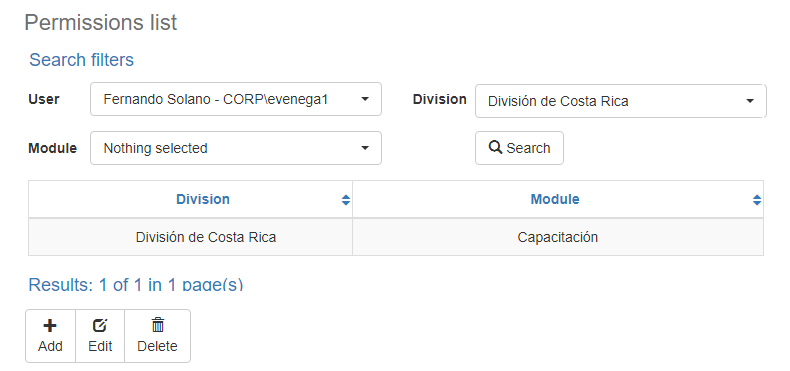 Permissions list
Search filters
User Fernando Solano - CORP\evenega1 Division División de Costa Rica
Module Nothing selected Search
Division Module
División de Costa Rica Capacitación
Results: 1 of 1 in 1 page(s)
Add Edit Delete